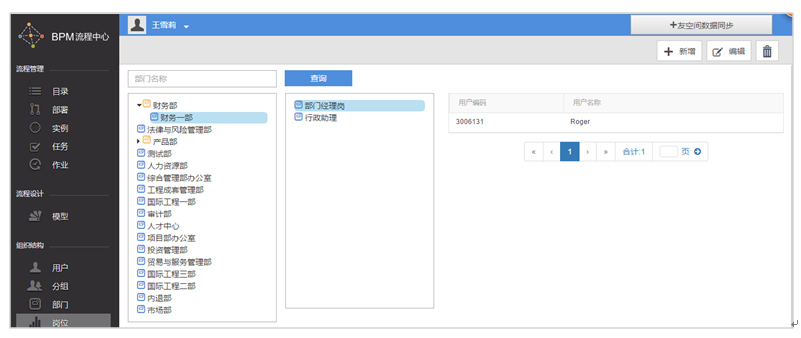 BPM流程中心
王雪莉
+友空间数据同步
+ 新增
编辑
流程管理
目录
部署
实例
任务
作业
流程设计
模型
组织结构
用户
分组
部门
岗位
部门名称
查询
财务部
财务一部
法律与风险管理部
产品部
测试部
人力资源部
综合管理部办公室
工程成套管理部
国际工程一部
审计部
人才中心
项目部办公室
投资管理部
贸易与服务管理部
国际工程三部
国际工程二部
内退部
市场部
部门经理岗
行政助理
用户编码 用户名称
3006131 Roger
« ‹ 1 › » 合计:1 页